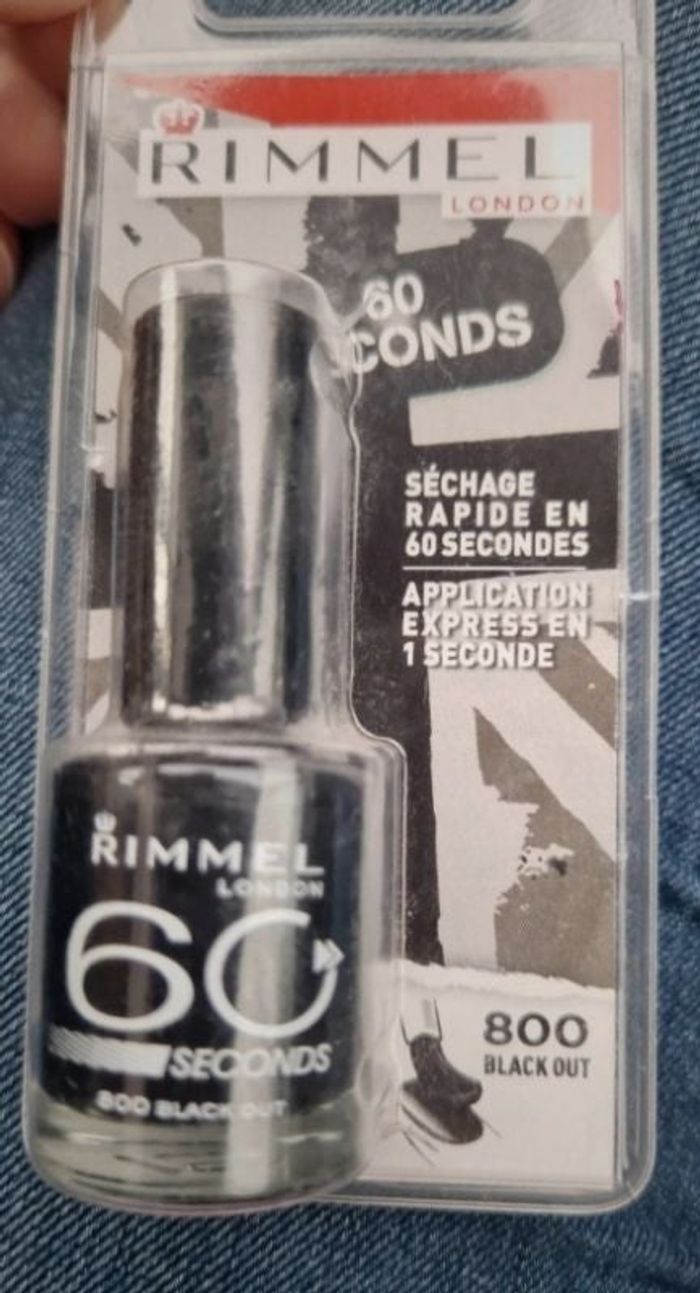 RIMMEL
LONDON
60
CONDS
SÉCHAGE
RAPIDE EN
60 SECONDES
APPLICATION
EXPRESS EN
1 SECONDE
RIMMEL
LONDON
60
SECONDS
800 BLACK OUT
800
BLACK OUT